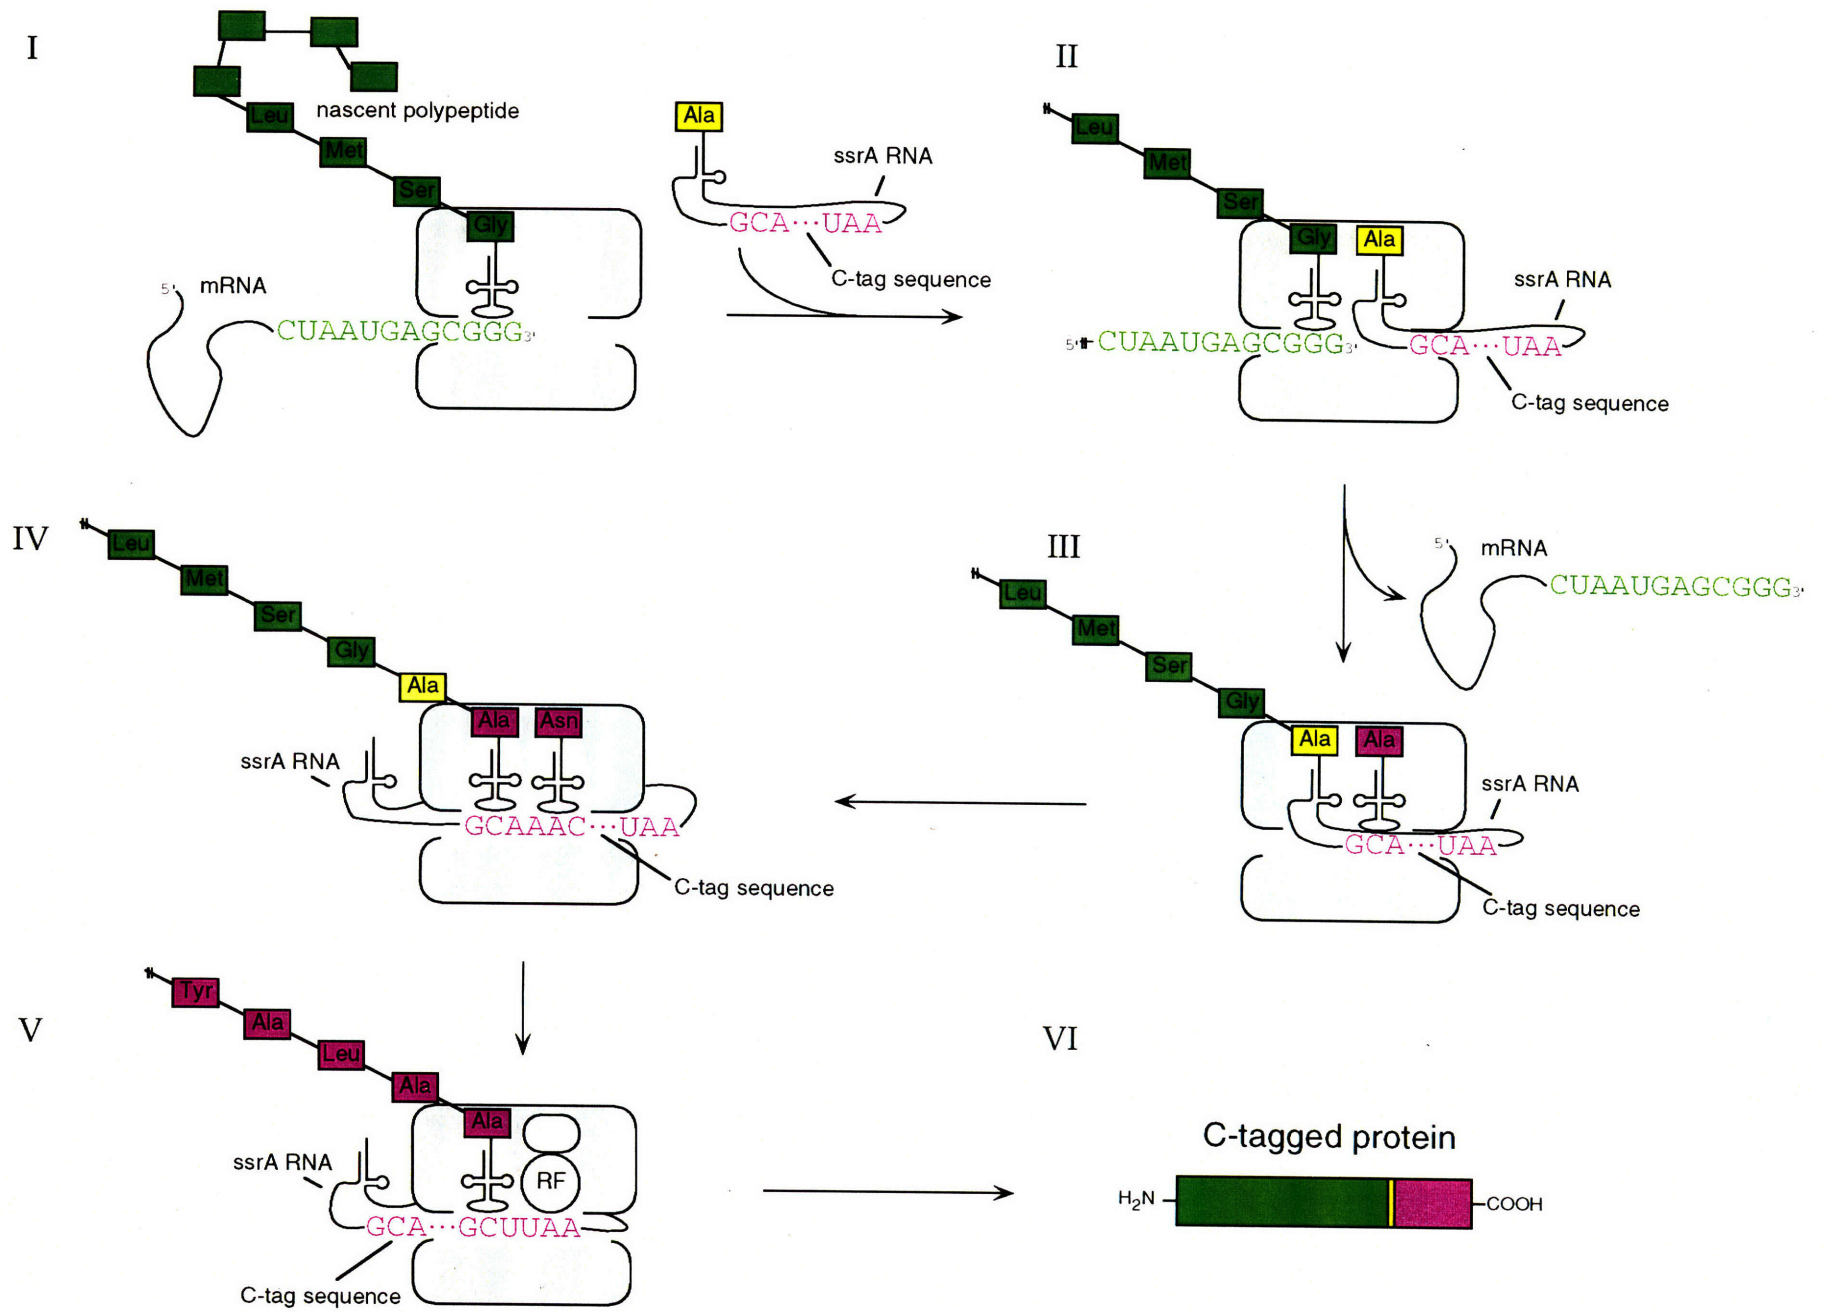 I
nascent polypeptide
Leu
Met
Ser
Gly
5' mRNA
CUAAUGAGCGGG3'
Ala
ssrA RNA
GCA···UAA
C-tag sequence
II
Leu
Met
Ser
Gly Ala
ssrA RNA
5' CUAAUGAGCGGG3' GCA···UAA
C-tag sequence
5' mRNA
CUAAUGAGCGGG3'
III
Leu
Met
Ser
Gly
Ala Ala
ssrA RNA
GCA···UAA
C-tag sequence
IV
Leu
Met
Ser
Gly
Ala
Ala Asn
ssrA RNA
GCAAAC···UAA
C-tag sequence
V
Tyr
Ala
Leu
Ala
Ala
ssrA RNA
RF
GCA···GCUUAA
C-tag sequence
VI
C-tagged protein
H2N COOH